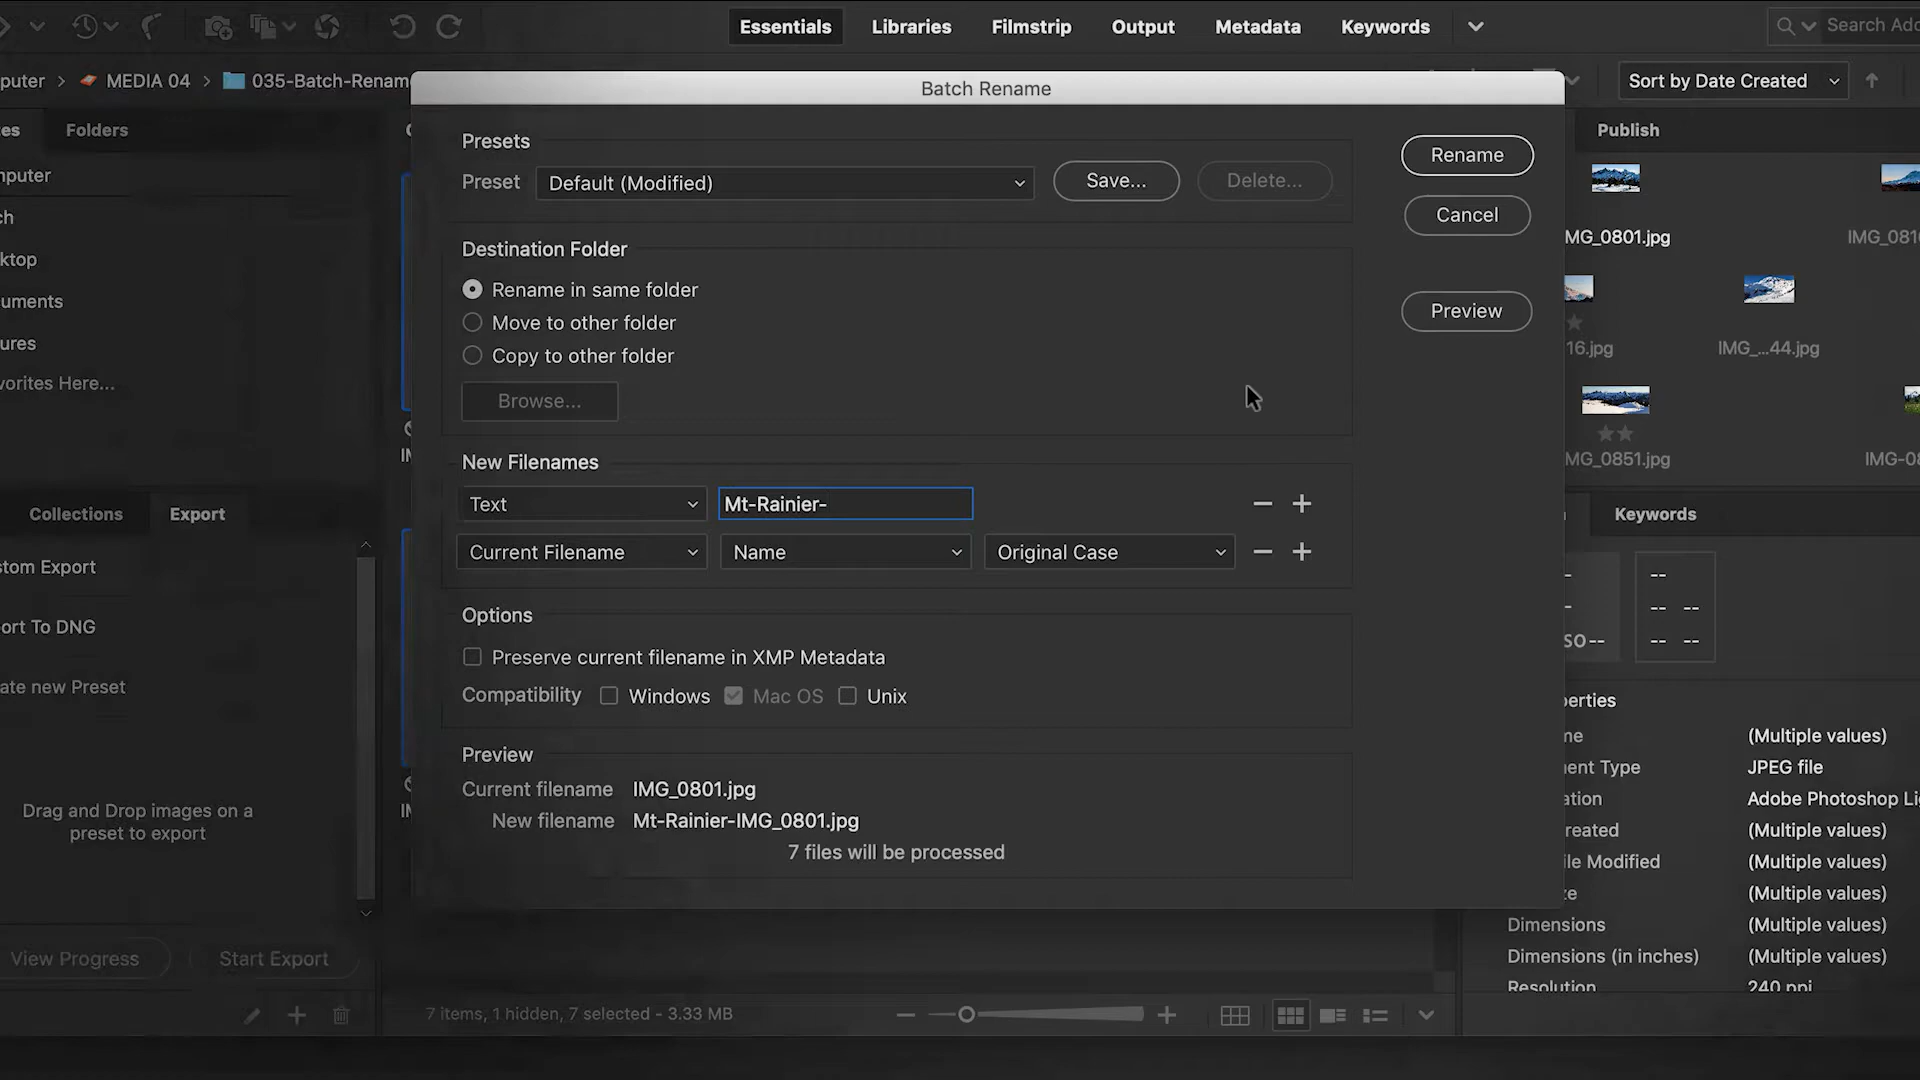 Essentials
Libraries
Filmstrip
Output
Metadata
Keywords
puter > MEDIA 04 > 035-Batch-Renam
Sort by Date Created
Batch Rename
Folders
Publish
Presets
Preset Default (Modified) Save... Delete...
Rename
Cancel
Preview
nputer
ch
ktop
uments
ures
vorites Here...
Destination Folder
Rename in same folder
Move to other folder
Copy to other folder
Browse...
MG_0801.jpg
16.jpg
IMG_...44.jpg
MG_0851.jpg
New Filenames
Text Mt-Rainier-
Current Filename Name Original Case
Collections
Export
Keywords
stom Export
ort To DNG
ate new Preset
Drag and Drop images on a
preset to export
Options
Preserve current filename in XMP Metadata
Compatibility Windows Mac OS Unix
Preview
Current filename IMG_0801.jpg
New filename Mt-Rainier-IMG_0801.jpg
7 files will be processed
--
-- --
SO-- -- --
erties
me (Multiple values)
ent Type JPEG file
ation Adobe Photoshop Li
reated (Multiple values)
ile Modified (Multiple values)
ze (Multiple values)
Dimensions (Multiple values)
Dimensions (in inches) (Multiple values)
Resolution 240 ppi
View Progress
Start Export
7 items, 1 hidden, 7 selected - 3.33 MB